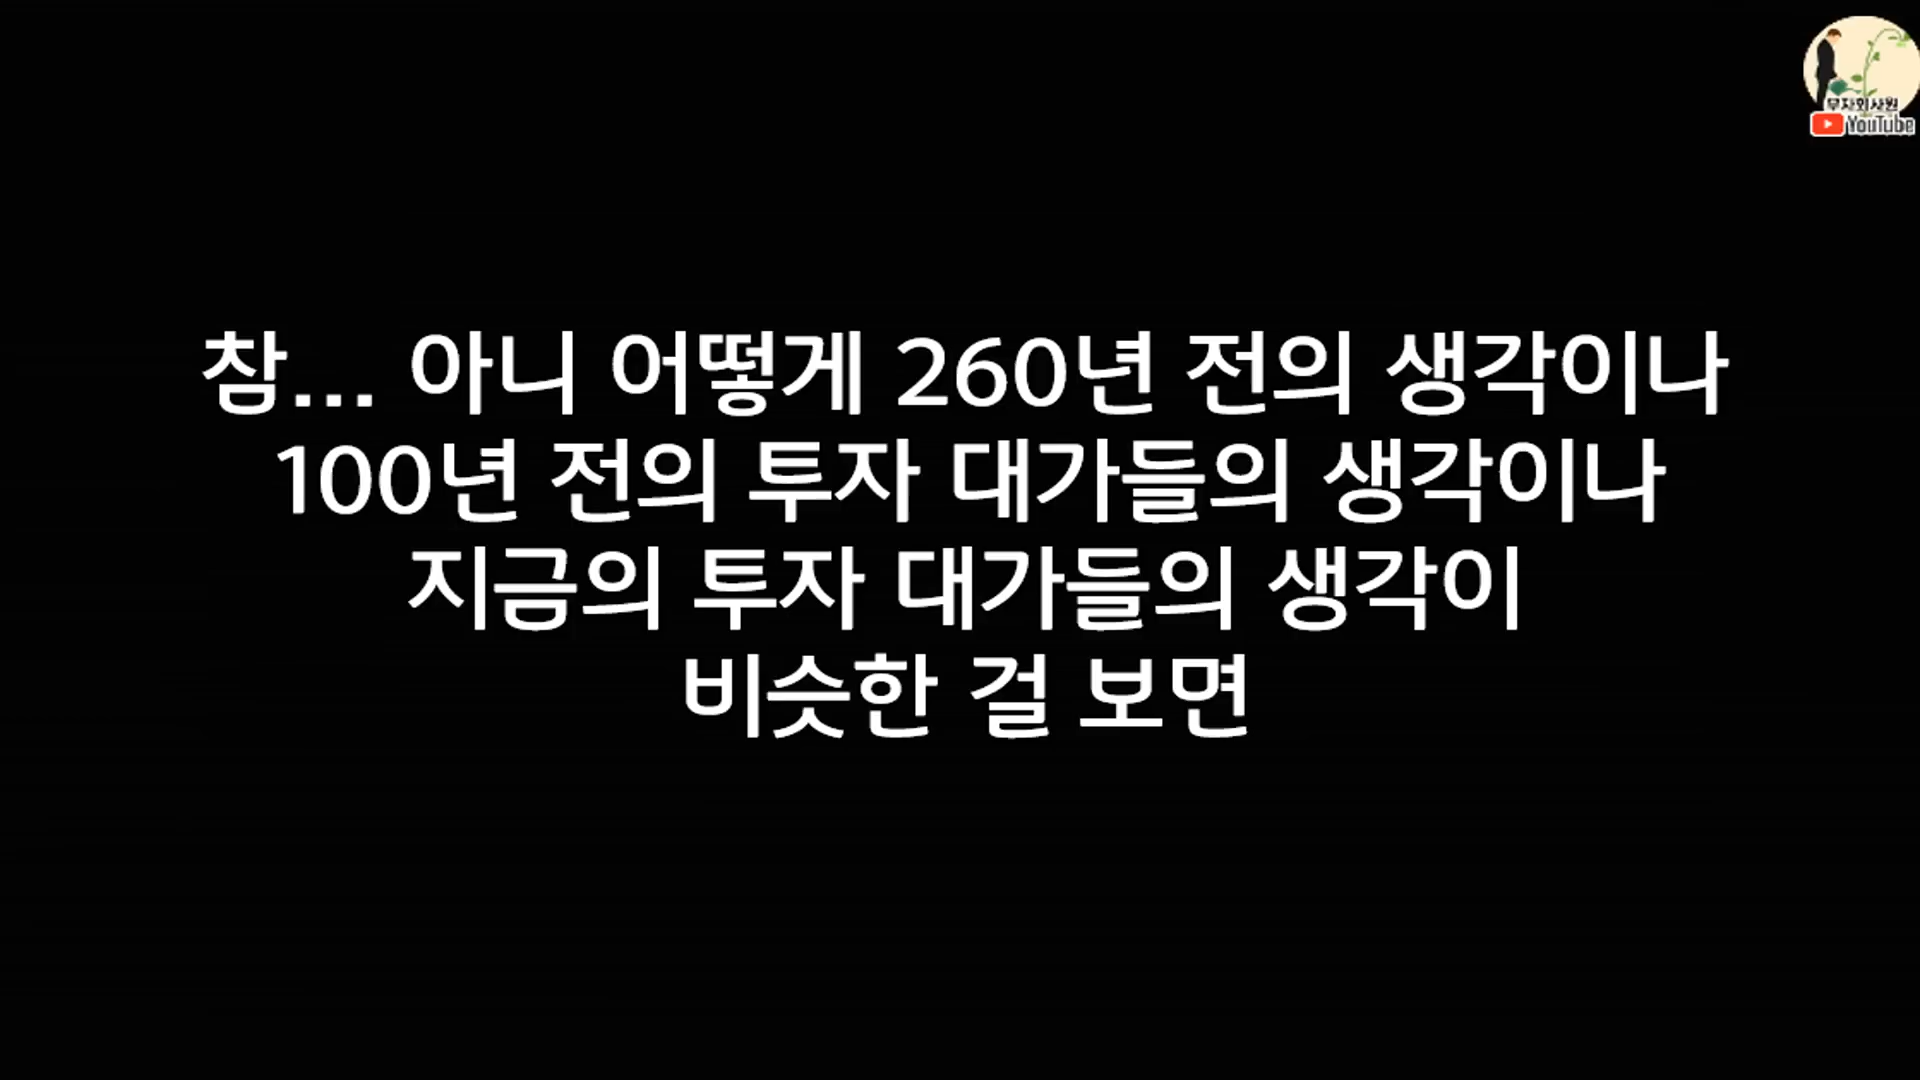 참... 아니 어떻게 260년 전의 생각이나
100년 전의 투자 대가들의 생각이나
지금의 투자 대가들의 생각이
비슷한 걸 보면
YouTube